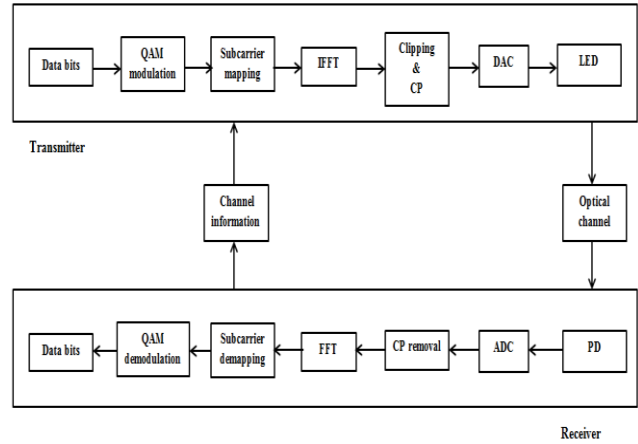 Data bits
QAM
modulation
Subcarrier
mapping
IFFT
Clipping
&
CP
DAC
LED
Transmitter
Channel
information
Optical
channel
Data bits
QAM
demodulation
Subcarrier
demapping
FFT
CP removal
ADC
PD
Receiver